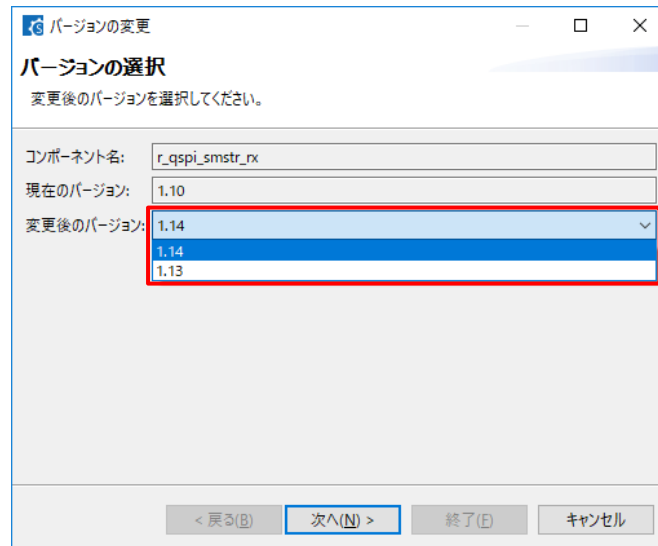 バージョンの変更
バージョンの選択
変更後のバージョンを選択してください。
コンポーネント名: r_qspi_smstr_rx
現在のバージョン: 1.10
変更後のバージョン: 1.14
1.14
1.13
< 戻る(B) 次へ(N) > 終了(F) キャンセル